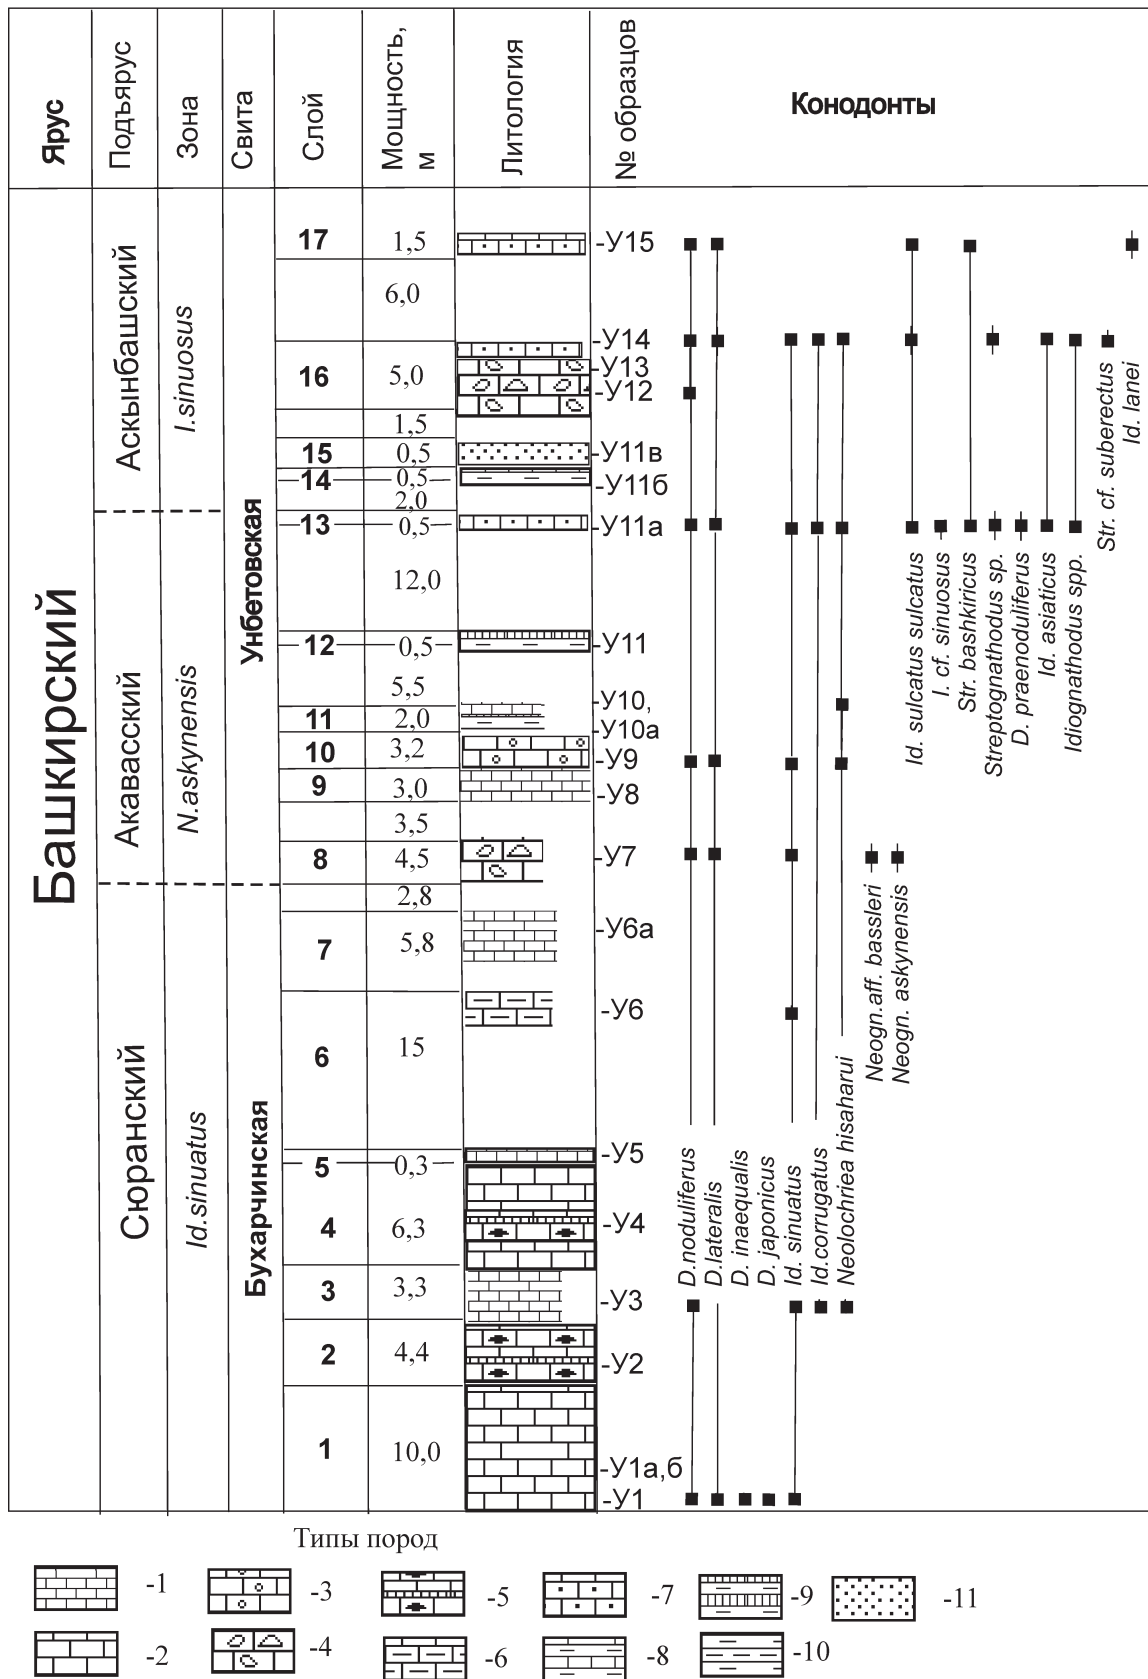 Ярус
Подъярус
Зона
Свита
Слой
Мощность, м
Литология
№ образцов
Конодонты
Башкирский
Аскынбашский
Акавасский
Сюранский
I.sinuosus
N.askynensis
Id.sinuatus
Унбетовская
Бухарчинская
17 1,5 -У15
6,0
-У14
16 5,0 -У13
-У12
1,5
15 0,5 -У11в
14 0,5 -У11б
2,0
13 0,5 -У11а
12,0
12 0,5 -У11
5,5
-У10,
11 2,0 У10а
10 3,2 -У9
9 3,0 -У8
3,5
8 4,5 -У7
2,8
7 5,8 -У6а
6 15 -У6
5 0,3 -У5
4 6,3 -У4
3 3,3 -У3
2 4,4 -У2
1 10,0 -У1а,б
-У1
D.noduliferus
D.lateralis
D. inaequalis
D. japonicus
Id. sinuatus
Id.corrugatus
Neolochriea hisaharui
Neogn.aff. bassleri
Neogn. askynensis
Id. sulcatus sulcatus
I. cf. sinuosus
Str. bashkiricus
Streptognathodus sp.
D. praenoduliferus
Id. asiaticus
Idiognathodus spp.
Str. cf. suberectus
Id. lanei
Типы пород
-1 -3 -5 -7 -9 -11
-2 -4 -6 -8 -10